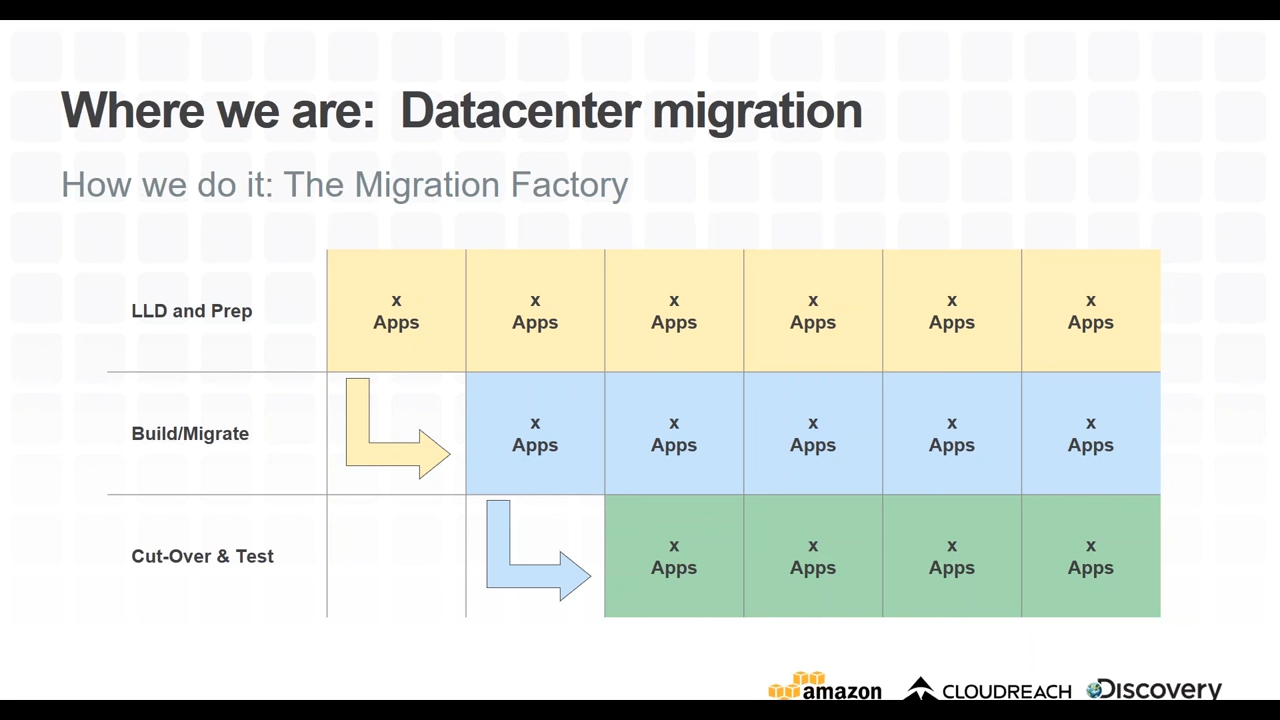 Where we are:  Datacenter migration
How we do it: The Migration Factory
LLD and Prep
x
Apps
x
Apps
x
Apps
x
Apps
x
Apps
x
Apps
Build/Migrate
x
Apps
x
Apps
x
Apps
x
Apps
x
Apps
Cut-Over & Test
x
Apps
x
Apps
x
Apps
x
Apps
amazon
CLOUDREACH
Discovery